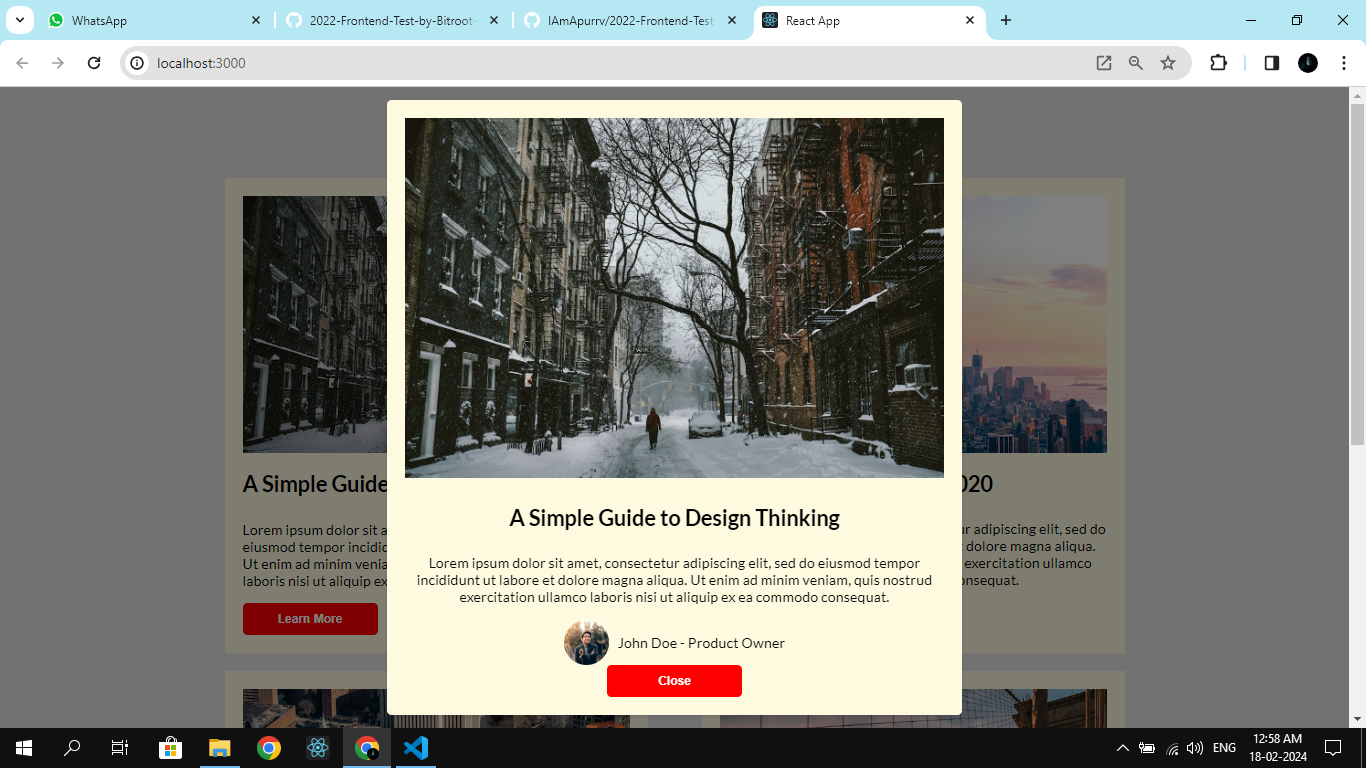 WhatsApp
2022-Frontend-Test-by-Bitroot-
IAmApurrv/2022-Frontend-Test
React App
localhost:3000
A Simple Guide to Design Thinking
Lorem ipsum dolor sit amet, consectetur adipiscing elit, sed do eiusmod tempor
incididunt ut labore et dolore magna aliqua. Ut enim ad minim veniam, quis nostrud
exercitation ullamco laboris nisi ut aliquip ex ea commodo consequat.
John Doe - Product Owner
Close
A Simple Guide
Lorem ipsum dolor sit a
eiusmod tempor incidid
Ut enim ad minim venia
laboris nisi ut aliquip ex
Learn More
2020
ur adipiscing elit, sed do
t dolore magna aliqua.
exercitation ullamco
onsequat.
ENG
12:58 AM
18-02-2024